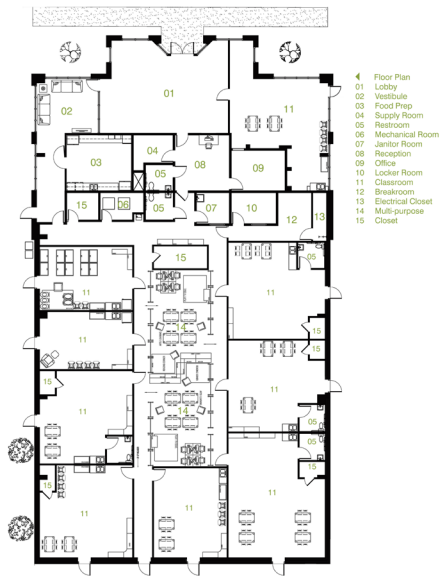 Floor Plan
01 Lobby
02 Vestibule
03 Food Prep
04 Supply Room
05 Restroom
06 Mechanical Room
07 Janitor Room
08 Reception
09 Office
10 Locker Room
11 Classroom
12 Breakroom
13 Electrical Closet
14 Multi-purpose
15 Closet
01
02
11
04
03
08
05
09
15
06
05
07
10
12
13
15
05
11
11
14
15
11
15
15
11
11
14
05
05
15
15
11
11
11